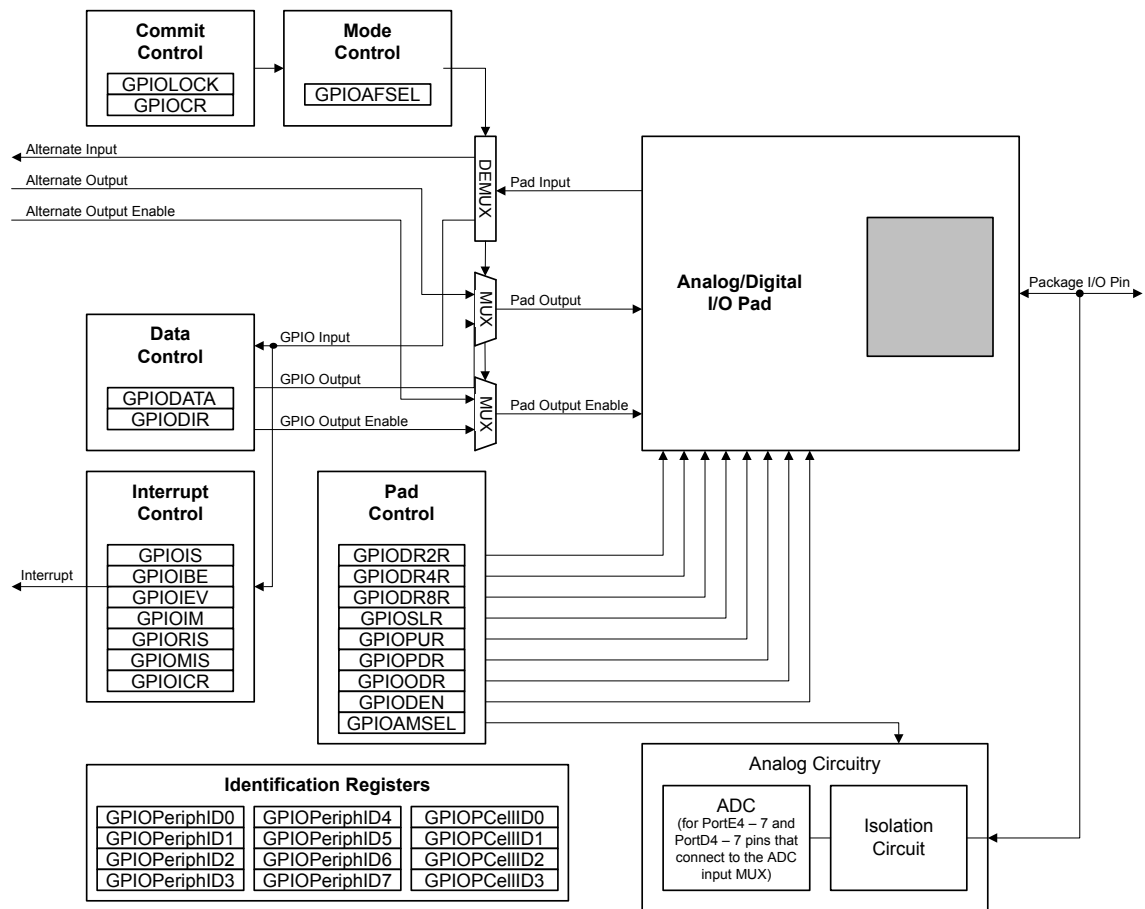 Commit
Control
GPIOLOCK
GPIOCR
Mode
Control
GPIOAFSEL
Alternate Input
Alternate Output
Alternate Output Enable
DEMUX
Pad Input
MUX
Pad Output
MUX
Pad Output Enable
Analog/Digital
I/O Pad
Package I/O Pin
Data
Control
GPIODATA
GPIODIR
GPIO Input
GPIO Output
GPIO Output Enable
Interrupt
Control
GPIOIS
GPIOIBE
GPIOIEV
GPIOIM
GPIORIS
GPIOMIS
GPIOICR
Interrupt
Pad
Control
GPIODR2R
GPIODR4R
GPIODR8R
GPIOSLR
GPIOPUR
GPIOPDR
GPIOODR
GPIODEN
GPIOAMSEL
Analog Circuitry
ADC
(for PortE4 – 7 and
PortD4 – 7 pins that
connect to the ADC
input MUX)
Isolation
Circuit
Identification Registers
GPIOPeriphID0
GPIOPeriphID1
GPIOPeriphID2
GPIOPeriphID3
GPIOPeriphID4
GPIOPeriphID5
GPIOPeriphID6
GPIOPeriphID7
GPIOPCellID0
GPIOPCellID1
GPIOPCellID2
GPIOPCellID3